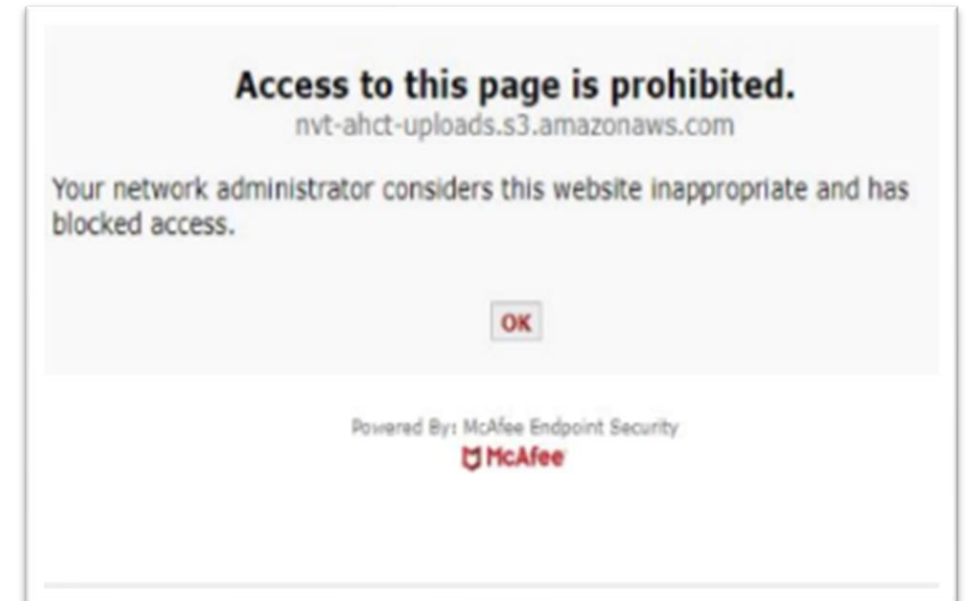 Access to this page is prohibited.
nvt-ahct-uploads.s3.amazonaws.com
Your network administrator considers this website inappropriate and has
blocked access.
OK
Powered By: McAfee Endpoint Security
McAfee